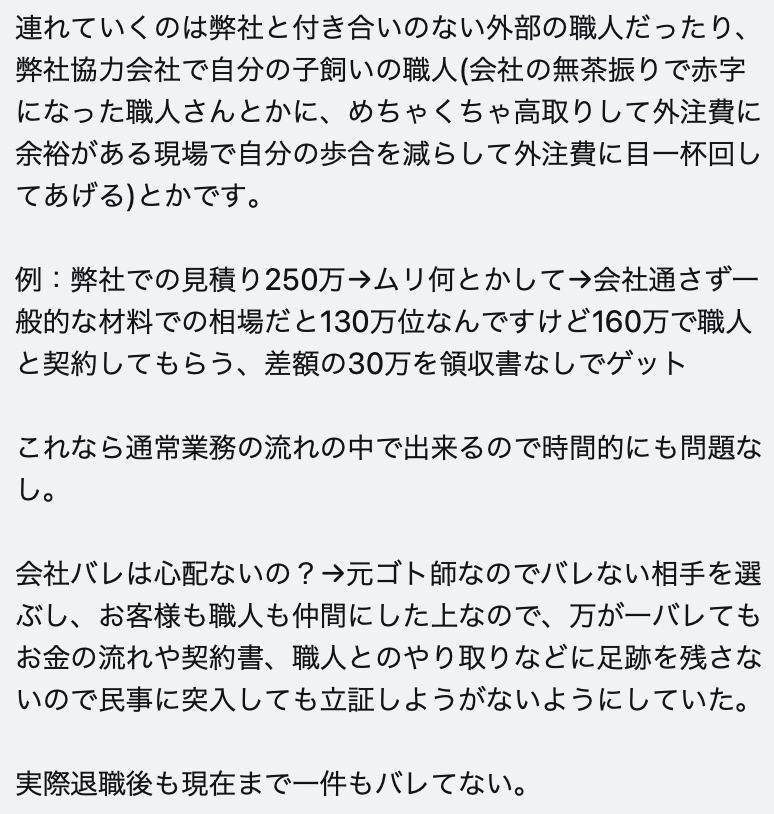 連れていくのは弊社と付き合いのない外部の職人だったり、
弊社協力会社で自分の子飼いの職人(会社の無茶振りで赤字
になった職人さんとかに、めちゃくちゃ高取りして外注費に
余裕がある現場で自分の歩合を減らして外注費に目一杯回し
てあげる)とかです。
例：弊社での見積り250万→ムリ何とかして→会社通さず一
般的な材料での相場だと130万位なんですけど160万で職人
と契約してもらう、差額の30万を領収書なしでゲット
これなら通常業務の流れの中で出来るので時間的にも問題な
し。
会社バレは心配ないの？→元ゴト師なのでバレない相手を選
ぶし、お客様も職人も仲間にした上なので、万が一バレても
お金の流れや契約書、職人とのやり取りなどに足跡を残さな
いので民事に突入しても立証しようがないようにしていた。
実際退職後も現在まで一件もバレてない。